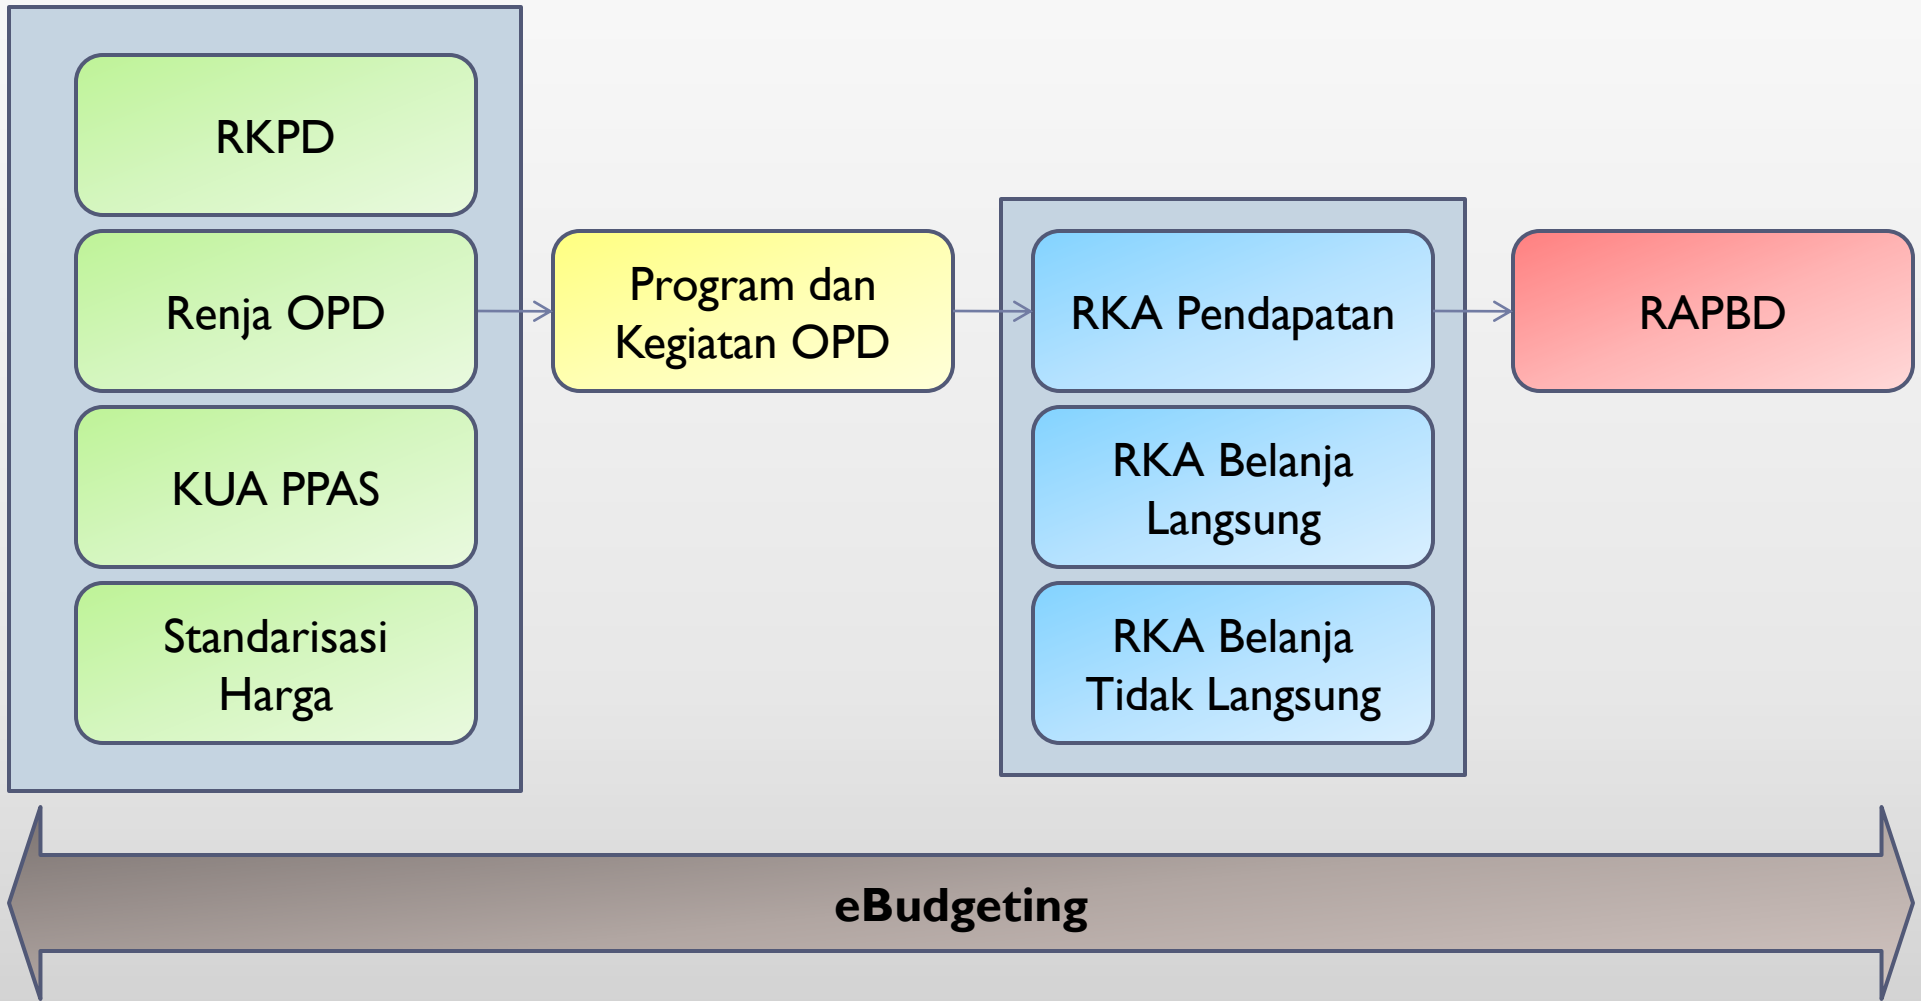 RKPD
Renja OPD
KUA PPAS
Standarisasi
Harga
Program dan
Kegiatan OPD
RKA Pendapatan
RKA Belanja
Langsung
RKA Belanja
Tidak Langsung
RAPBD
eBudgeting